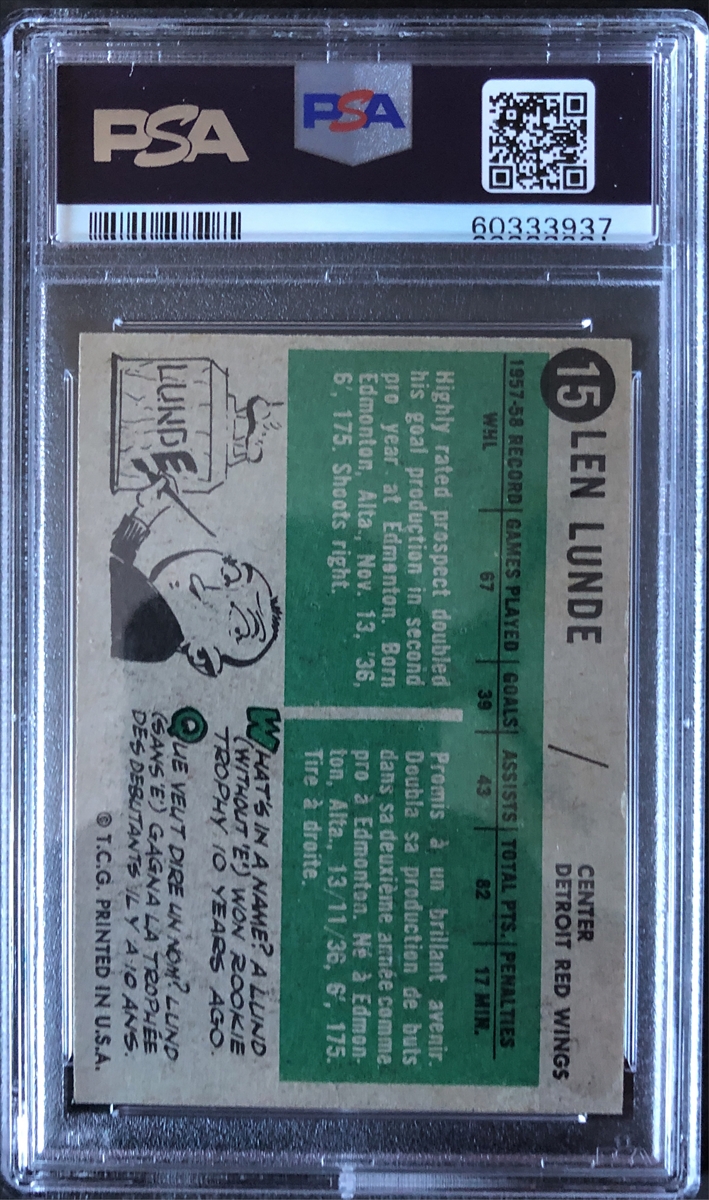 PSA
PSA
60333937
15 LEN LUNDE / CENTER
DETROIT RED WINGS
1957-58 RECORD | GAMES PLAYED | GOALS | ASSISTS | TOTAL PTS. | PENALTIES
WHL 67 39 43 82 17 MIN.
Highly rated prospect doubled
his goal production in second
pro year at Edmonton. Born
Edmonton, Alta., Nov. 13, '36,
6', 175. Shoots right.
Promis à un brillant avenir.
Doubla sa production de buts
dans sa deuxième année comme
pro à Edmonton. Né à Edmon-
ton, Alta., 13/11/36, 6', 175.
Tire à droite.
LUNDE
WHAT'S IN A NAME? A LUND
(WITHOUT 'E') WON ROOKIE
TROPHY 10 YEARS AGO.
QUE VEUT DIRE UN NOM? LUND
(SANS 'E') GAGNA LA TROPHÉE
DES DEBUTANTS IL Y A 10 ANS.
© T.C.G. PRINTED IN U.S.A.